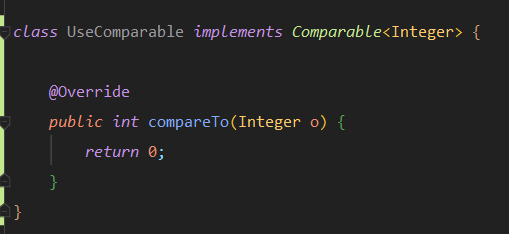 class UseComparable implements Comparable<Integer> {
@Override
public int compareTo(Integer o) {
return 0;
}
}